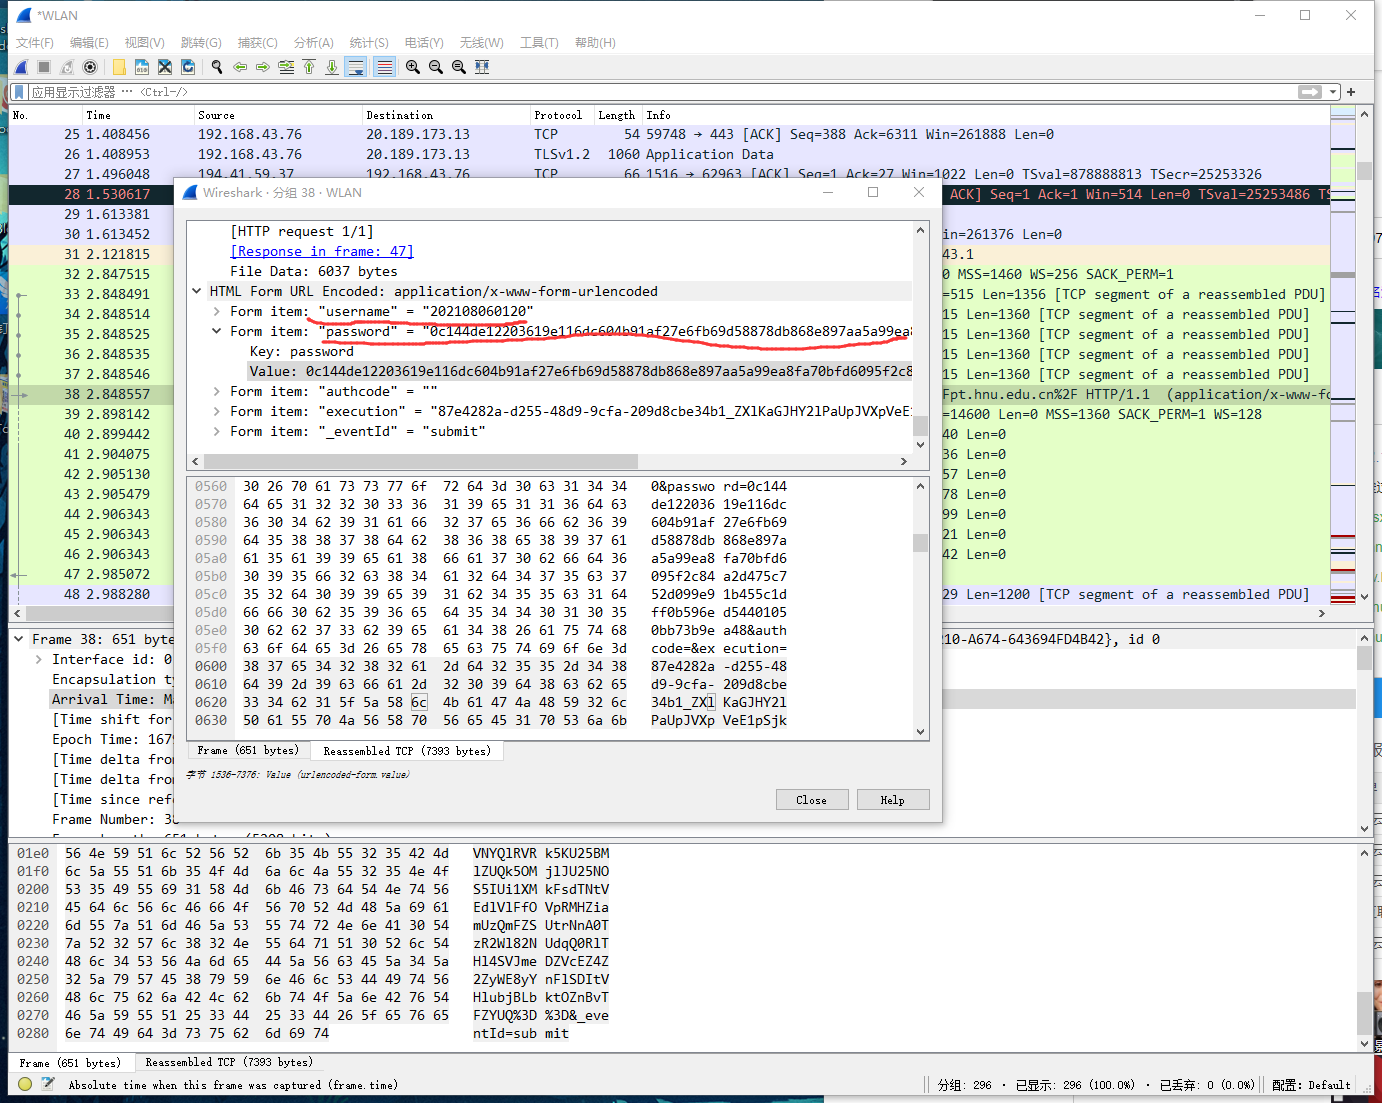 *WLAN
文件(F) 编辑(E) 视图(V) 跳转(G) 捕获(C) 分析(A) 统计(S) 电话(Y) 无线(W) 工具(T) 帮助(H)
应用显示过滤器 … <Ctrl-/>
No. Time Source Destination Protocol Length Info
25 1.408456 192.168.43.76 20.189.173.13 TCP 54 59748 → 443 [ACK] Seq=388 Ack=6311 Win=261888 Len=0
26 1.408953 192.168.43.76 20.189.173.13 TLSv1.2 1060 Application Data
27 1.496048 194.41.59.37 192.168.43.76 TCP 66 1516 → 62963 [ACK] Seq=1 Ack=27 Win=1022 Len=0 TSval=878888813 TSecr=25253326
28 1.530617 ACK] Seq=1 Ack=1 Win=514 Len=0 TSval=25253486 TS
29 1.613381
30 1.613452 in=261376 Len=0
31 2.121815 43.1
32 2.847515 0 MSS=1460 WS=256 SACK_PERM=1
33 2.848491 =515 Len=1356 [TCP segment of a reassembled PDU]
34 2.848514 15 Len=1360 [TCP segment of a reassembled PDU]
35 2.848525 15 Len=1360 [TCP segment of a reassembled PDU]
36 2.848535 15 Len=1360 [TCP segment of a reassembled PDU]
37 2.848546 15 Len=1360 [TCP segment of a reassembled PDU]
38 2.848557 Fpt.hnu.edu.cn%2F HTTP/1.1 (application/x-www-fo
39 2.898142 =14600 Len=0 MSS=1360 SACK_PERM=1 WS=128
40 2.899442 40 Len=0
41 2.904075 36 Len=0
42 2.905130 57 Len=0
43 2.905479 78 Len=0
44 2.906343 99 Len=0
45 2.906343 21 Len=0
46 2.906343 42 Len=0
47 2.985072
48 2.988280 29 Len=1200 [TCP segment of a reassembled PDU]
Wireshark · 分组 38 · WLAN
[HTTP request 1/1]
[Response in frame: 47]
File Data: 6037 bytes
HTML Form URL Encoded: application/x-www-form-urlencoded
Form item: "username" = "202108060120"
Form item: "password" = "0c144de12203619e116dc604b91af27e6fb69d58878db868e897aa5a99ea8
Key: password
Value: 0c144de12203619e116dc604b91af27e6fb69d58878db868e897aa5a99ea8fa70bfd6095f2c8
Form item: "authcode" = ""
Form item: "execution" = "87e4282a-d255-48d9-9cfa-209d8cbe34b1_ZXlKaGJHY2lPaUpJVXpVeE
Form item: "_eventId" = "submit"
0560 30 26 70 61 73 73 77 6f 72 64 3d 30 63 31 34 34 0&passwo rd=0c144
0570 64 65 31 32 32 30 33 36 31 39 65 31 31 36 64 63 de122036 19e116dc
0580 36 30 34 62 39 31 61 66 32 37 65 36 66 62 36 39 604b91af 27e6fb69
0590 64 35 38 38 37 38 64 62 38 36 38 65 38 39 37 61 d58878db 868e897a
05a0 61 35 61 39 39 65 61 38 66 61 37 30 62 66 64 36 a5a99ea8 fa70bfd6
05b0 30 39 35 66 32 63 38 34 61 32 64 34 37 35 63 37 095f2c84 a2d475c7
05c0 35 32 64 30 39 39 65 39 31 62 34 35 35 63 31 64 52d099e9 1b455c1d
05d0 66 66 30 62 35 39 36 65 64 35 34 34 30 31 30 35 ff0b596e d5440105
05e0 30 62 62 37 33 62 39 65 61 34 38 26 61 75 74 68 0bb73b9e a48&auth
05f0 63 6f 64 65 3d 26 65 78 65 63 75 74 69 6f 6e 3d code=&ex ecution=
0600 38 37 65 34 32 38 32 61 2d 64 32 35 35 2d 34 38 87e4282a -d255-48
0610 64 39 2d 39 63 66 61 2d 32 30 39 64 38 63 62 65 d9-9cfa- 209d8cbe
0620 33 34 62 31 5f 5a 58 6c 4b 61 47 4a 48 59 32 6c 34b1_ZXl KaGJHY2l
0630 50 61 55 70 4a 56 58 70 56 65 45 31 70 53 6a 6b PaUpJVXp VeE1pSjk
Frame (651 bytes) Reassembled TCP (7393 bytes)
字节 1536-7376: Value (urlencoded-form.value)
Close Help
Frame 38: 651 byte 210-A674-643694FD4B42}, id 0
Interface id: 0
Encapsulation ty
Arrival Time: Ma
[Time shift for
Epoch Time: 1679
[Time delta fro
[Time delta fro
[Time since refe
Frame Number: 38
01e0 56 4e 59 51 6c 52 56 52 6b 35 4b 55 32 35 42 4d VNYQlRVR k5KU25BM
01f0 6c 5a 55 51 6b 35 4f 4d 6a 6c 4a 55 32 35 4e 4f lZUQk5OM jlJU25NO
0200 53 35 49 55 69 31 58 4d 6b 46 73 64 54 4e 74 56 S5IUi1XM kFsdTNtV
0210 45 64 6c 56 6c 46 66 4f 56 70 52 4d 48 5a 69 61 EdlVlFfO VpRMHZia
0220 6d 55 7a 51 6d 46 5a 53 55 74 72 4e 6e 41 30 54 mUzQmFZS UtrNnA0T
0230 7a 52 32 57 6c 38 32 4e 55 64 71 51 30 52 6c 54 zR2Wl82N UdqQ0RlT
0240 48 6c 34 53 56 4a 6d 65 44 5a 56 63 45 5a 34 5a Hl4SVJme DZVcEZ4Z
0250 32 5a 79 57 45 38 79 59 6e 46 6c 53 44 49 74 56 2ZyWE8yY nFlSDItV
0260 48 6c 75 62 6a 42 4c 62 6b 74 4f 5a 6e 42 76 54 HlubjBLb ktOZnBvT
0270 46 5a 59 55 51 25 33 44 25 33 44 26 5f 65 76 65 FZYUQ%3D %3D&_eve
0280 6e 74 49 64 3d 73 75 62 6d 69 74 ntId=sub mit
Frame (651 bytes) Reassembled TCP (7393 bytes)
Absolute time when this frame was captured (frame.time) 分组: 296 · 已显示: 296 (100.0%) · 已丢弃: 0 (0.0%) 配置: Default